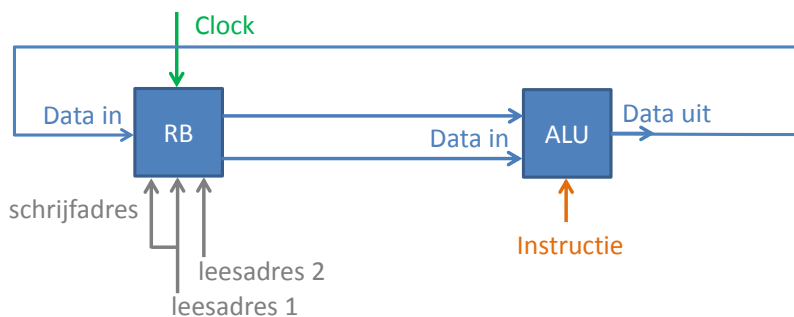 Clock
Data in
RB
Data in
ALU
Data uit
schrijfadres
Instructie
leesadres 2
leesadres 1